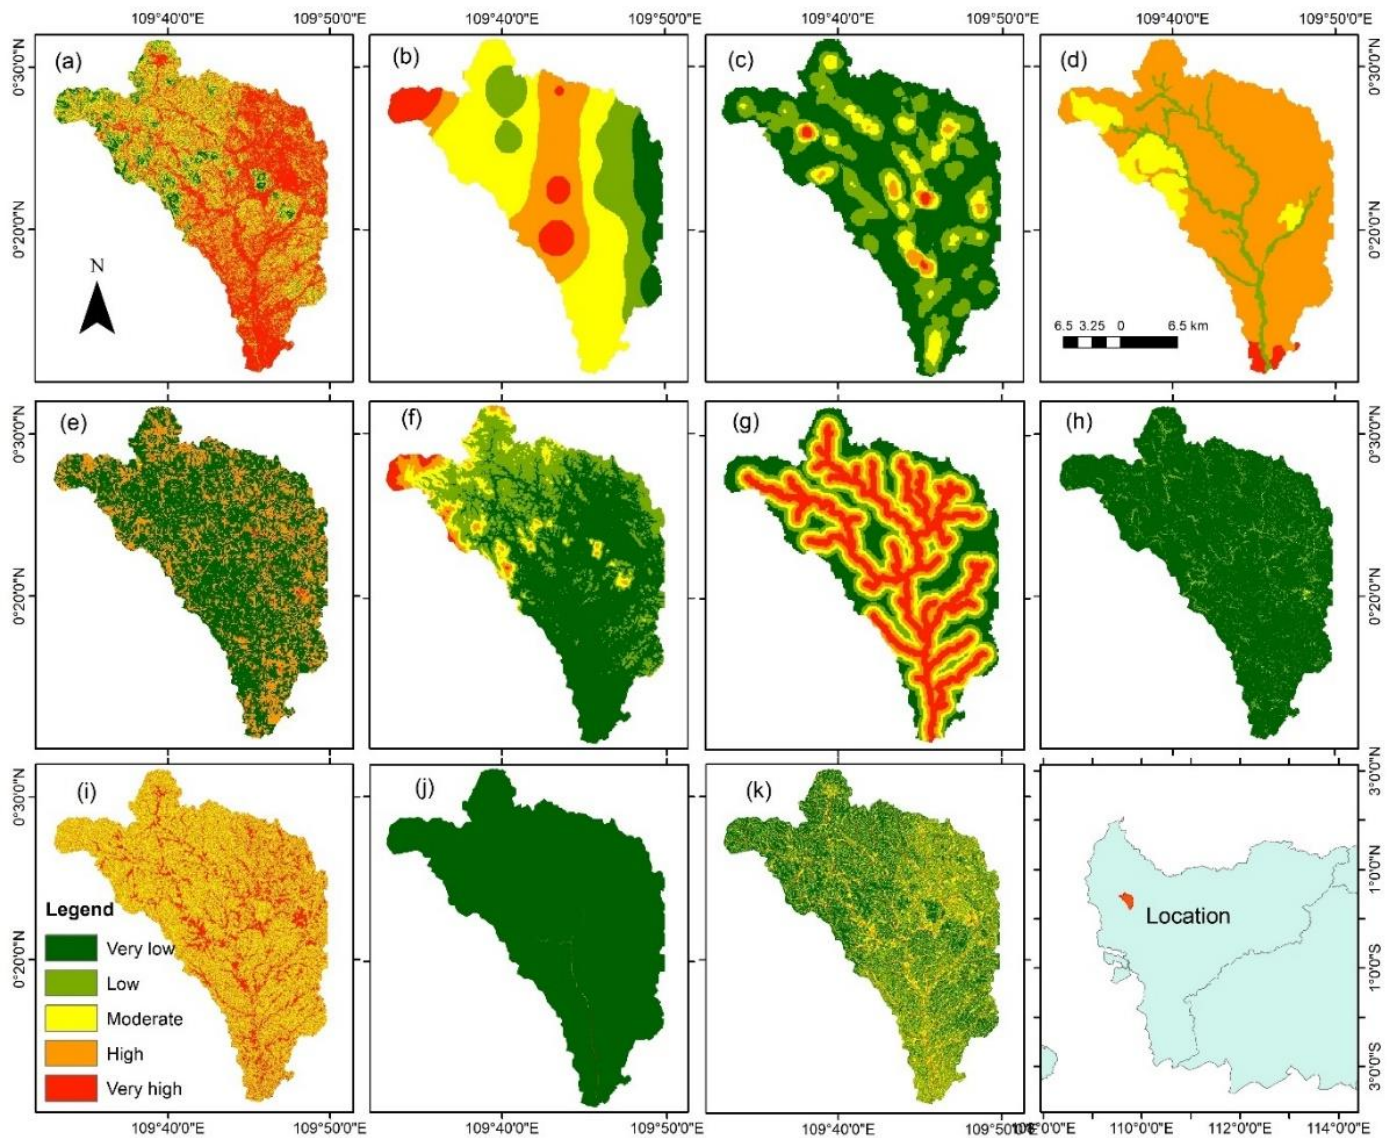 109°40'0"E 109°50'0"E 109°40'0"E 109°50'0"E 109°40'0"E 109°50'0"E
(a) (b) (c) (d)
0°30'0"N 0°30'0"N
0°20'0"N 0°20'0"N
N
6.5 3.25 0 6.5 km
109°40'0"E 109°50'0"E
(e) (f) (g) (h)
0°30'0"N 0°30'0"N
0°20'0"N 0°20'0"N
(i) (j) (k)
0°30'0"N 3°0'0"N
1°0'0"N
Location
Legend
Very low
Low
Moderate
High
Very high
0°20'0"N 1°0'0"S
3°0'0"S
109°40'0"E 109°50'0"E 109°40'0"E 109°50'0"E 109°40'0"E 109°50'0"E 110°0'0"E 112°0'0"E 114°0'0"E